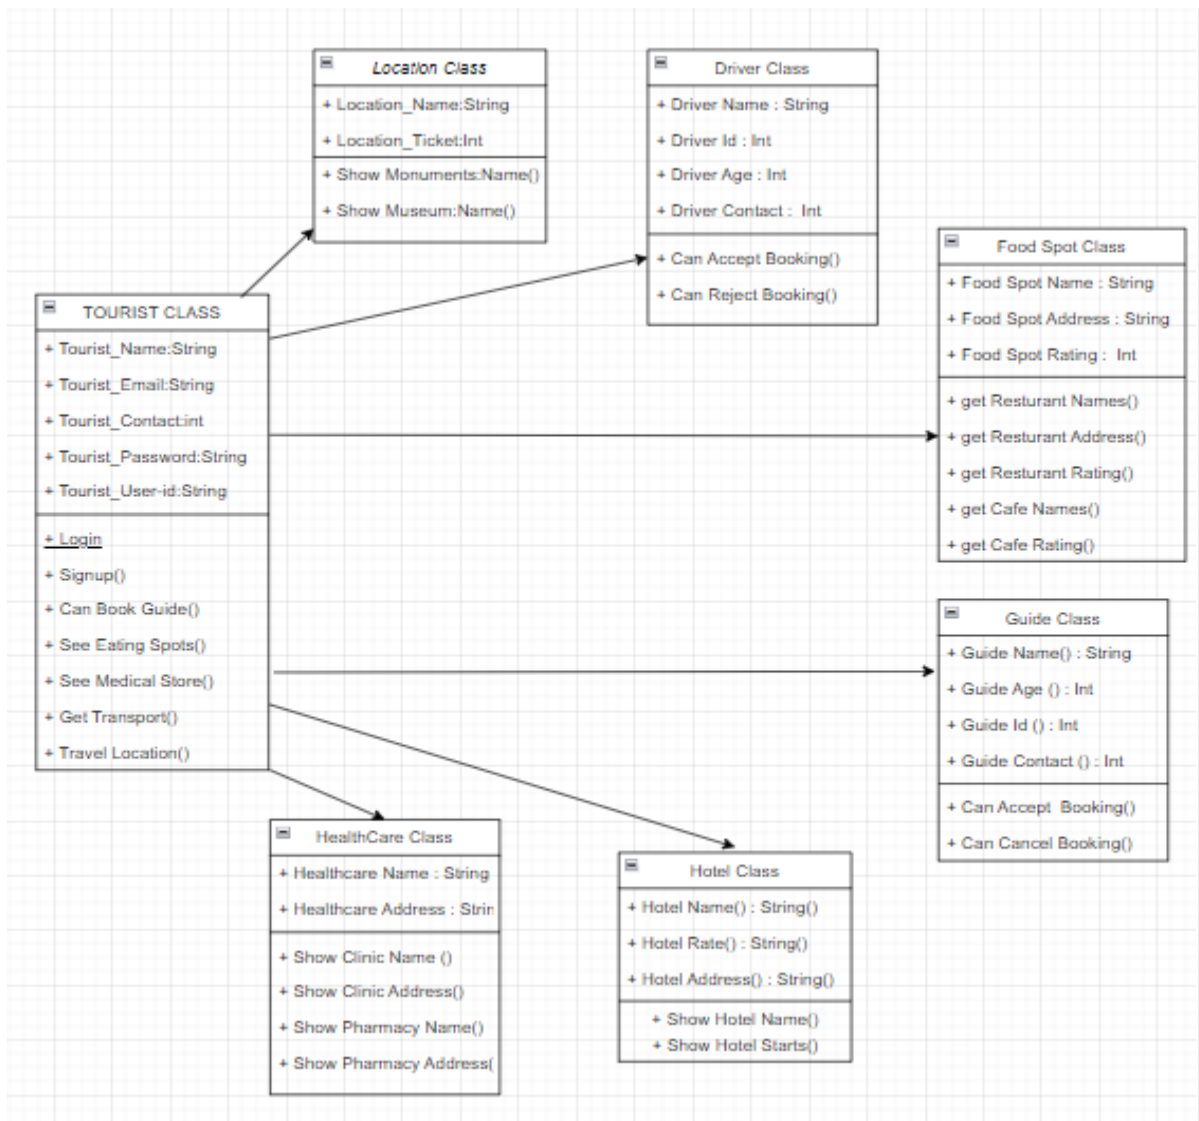 Location Class
+ Location_Name:String
+ Location_Ticket:Int
+ Show Monuments:Name()
+ Show Museum:Name()
Driver Class
+ Driver Name : String
+ Driver Id : Int
+ Driver Age : Int
+ Driver Contact : Int
+ Can Accept Booking()
+ Can Reject Booking()
Food Spot Class
+ Food Spot Name : String
+ Food Spot Address : String
+ Food Spot Rating : Int
+ get Resturant Names()
+ get Resturant Address()
+ get Resturant Rating()
+ get Cafe Names()
+ get Cafe Rating()
TOURIST CLASS
+ Tourist_Name:String
+ Tourist_Email:String
+ Tourist_Contact:int
+ Tourist_Password:String
+ Tourist_User-id:String
+ Login
+ Signup()
+ Can Book Guide()
+ See Eating Spots()
+ See Medical Store()
+ Get Transport()
+ Travel Location()
Guide Class
+ Guide Name() : String
+ Guide Age () : Int
+ Guide Id () : Int
+ Guide Contact () : Int
+ Can Accept Booking()
+ Can Cancel Booking()
HealthCare Class
+ Healthcare Name : String
+ Healthcare Address : Strin
+ Show Clinic Name ()
+ Show Clinic Address()
+ Show Pharmacy Name()
+ Show Pharmacy Address(
Hotel Class
+ Hotel Name() : String()
+ Hotel Rate() : String()
+ Hotel Address() : String()
+ Show Hotel Name()
+ Show Hotel Starts()